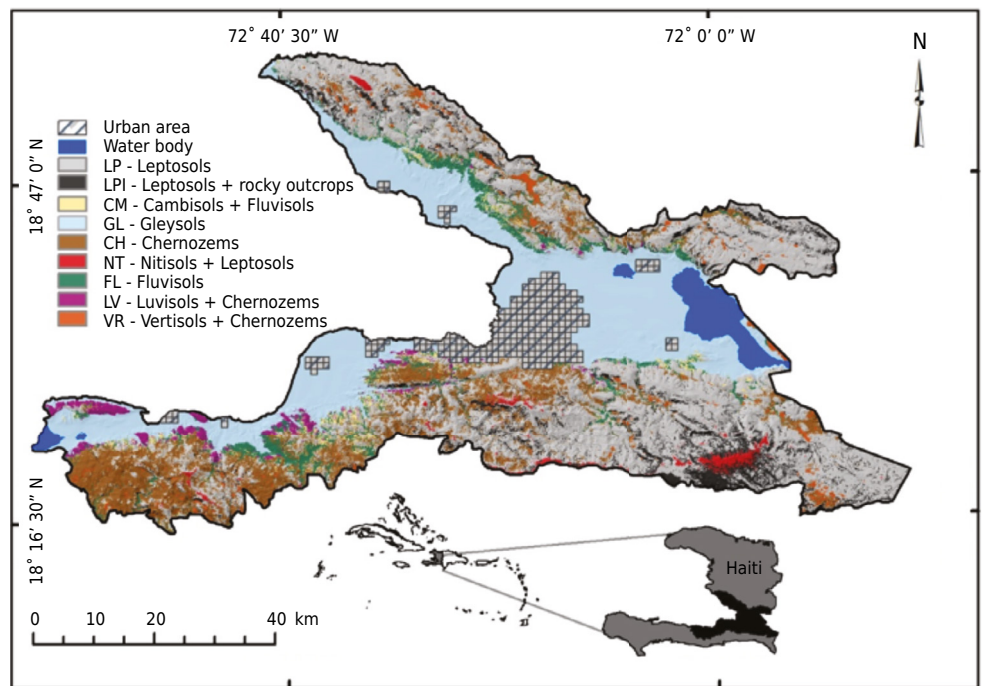 72° 40’ 30” W
72° 0’ 0” W
N
18° 47’ 0” N
Urban area
Water body
LP - Leptosols
LPI - Leptosols + rocky outcrops
CM - Cambisols + Fluvisols
GL - Gleysols
CH - Chernozems
NT - Nitisols + Leptosols
FL - Fluvisols
LV - Luvisols + Chernozems
VR - Vertisols + Chernozems
18° 16’ 30” N
Haiti
0 10 20 40 km